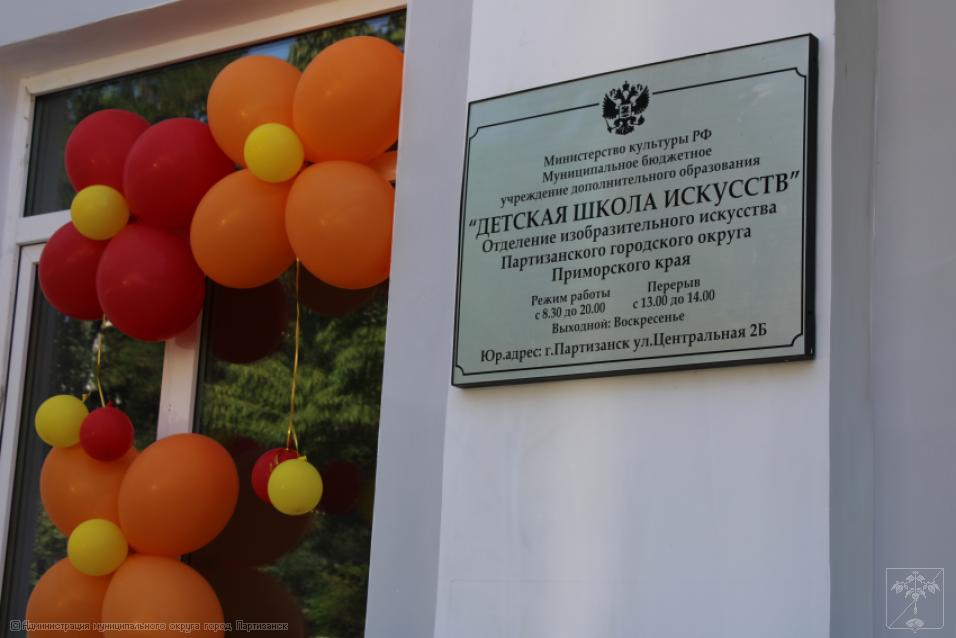 Министерство культуры РФ
Муниципальное бюджетное
учреждение дополнительного образования
“ДЕТСКАЯ ШКОЛА ИСКУССТВ”
Отделение изобразительного искусства
Партизанского городского округа
Приморского края
Режим работы
с 8.30 до 20.00
Перерыв
с 13.00 до 14.00
Выходной: Воскресенье
Юр.адрес: г.Партизанск ул.Центральная 2Б
Администрация муниципального округа город Партизанск